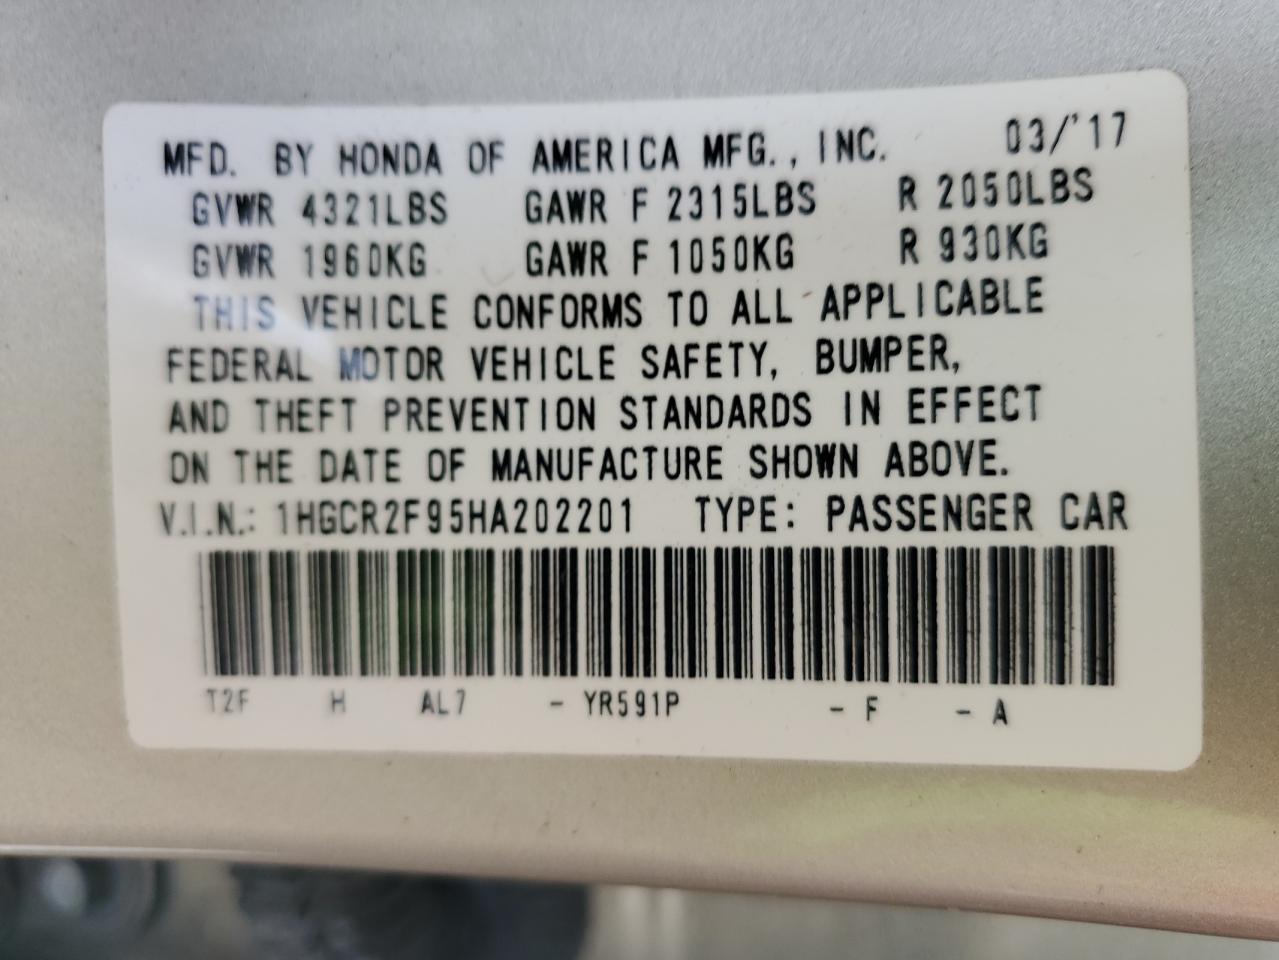 MFD. BY HONDA OF AMERICA MFG., INC. 03/'17
GVWR 4321LBS GAWR F 2315LBS R 2050LBS
GVWR 1960KG GAWR F 1050KG R 930KG
THIS VEHICLE CONFORMS TO ALL APPLICABLE
FEDERAL MOTOR VEHICLE SAFETY, BUMPER,
AND THEFT PREVENTION STANDARDS IN EFFECT
ON THE DATE OF MANUFACTURE SHOWN ABOVE.
V.I.N.: 1HGCR2F95HA202201 TYPE: PASSENGER CAR
T2F H AL7 - YR591P - F - A